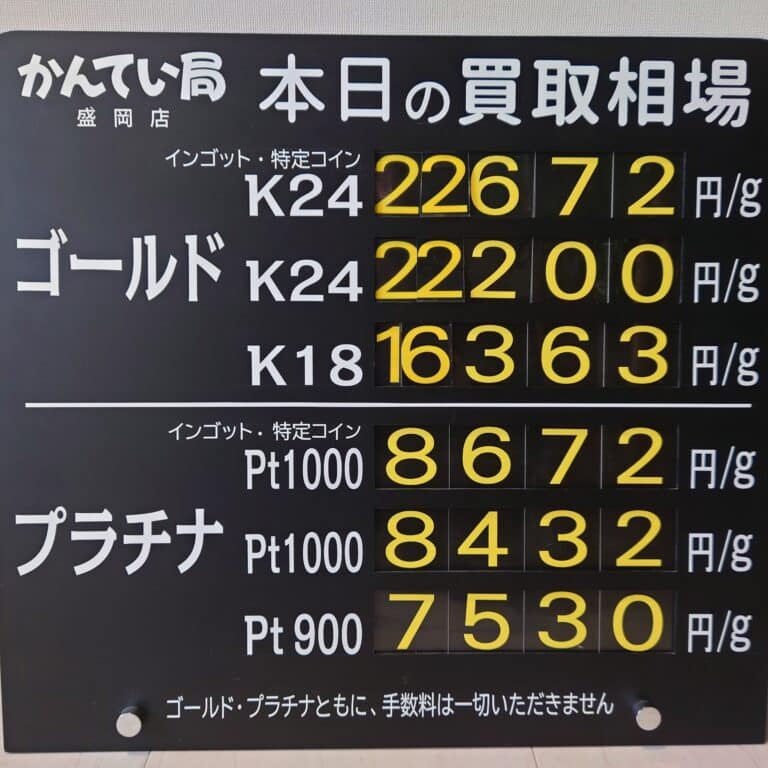 かんてい局 本日の買取相場
盛岡店
インゴット・特定コイン
K24 22672 円/g
ゴールド K24 22200 円/g
K18 16363 円/g
インゴット・特定コイン
Pt1000 8672 円/g
プラチナ Pt1000 8432 円/g
Pt900 7530 円/g
ゴールド・プラチナともに、手数料は一切いただきません